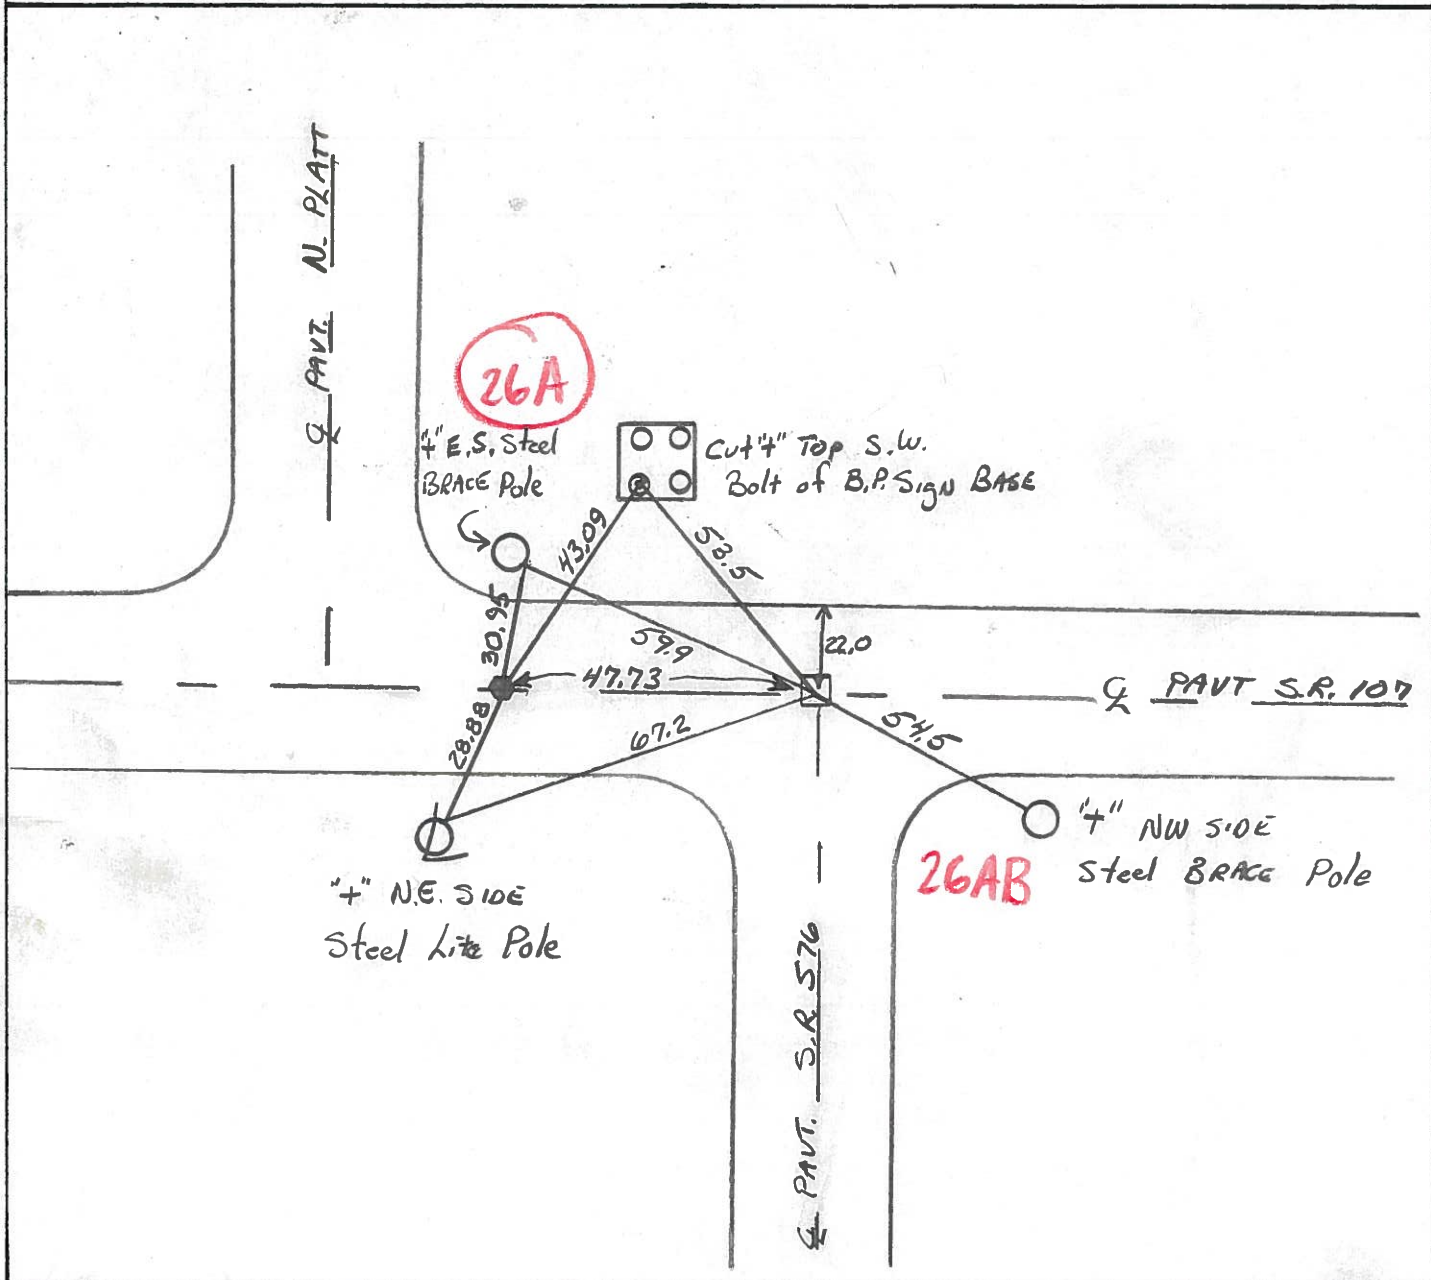 ℄ PAVT. N. PLATT
26A
"+" E.S. Steel
BRACE Pole
Cut "+" Top S.W.
Bolt of B.P. Sign BASE
43.09
53.5
30.95
59.9
22.0
47.73
℄ PAVT S.R. 107
28.88
67.2
54.5
"+" NW SIDE
Steel BRACE Pole
26AB
"+" N.E. SIDE
Steel Lite Pole
℄ PAVT. S.R. 576